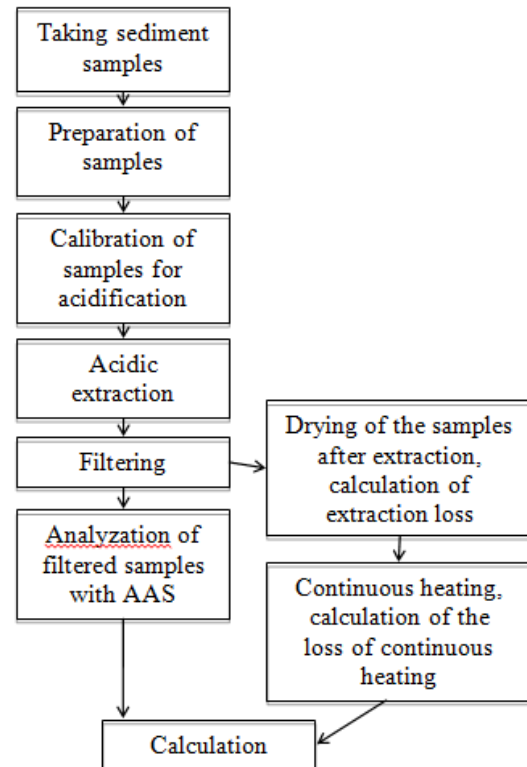 Taking sediment
samples
Preparation of
samples
Calibration of
samples for
acidification
Acidic
extraction
Filtering
Drying of the samples
after extraction,
calculation of
extraction loss
Analyzation of
filtered samples
with AAS
Continuous heating,
calculation of the
loss of continuous
heating
Calculation